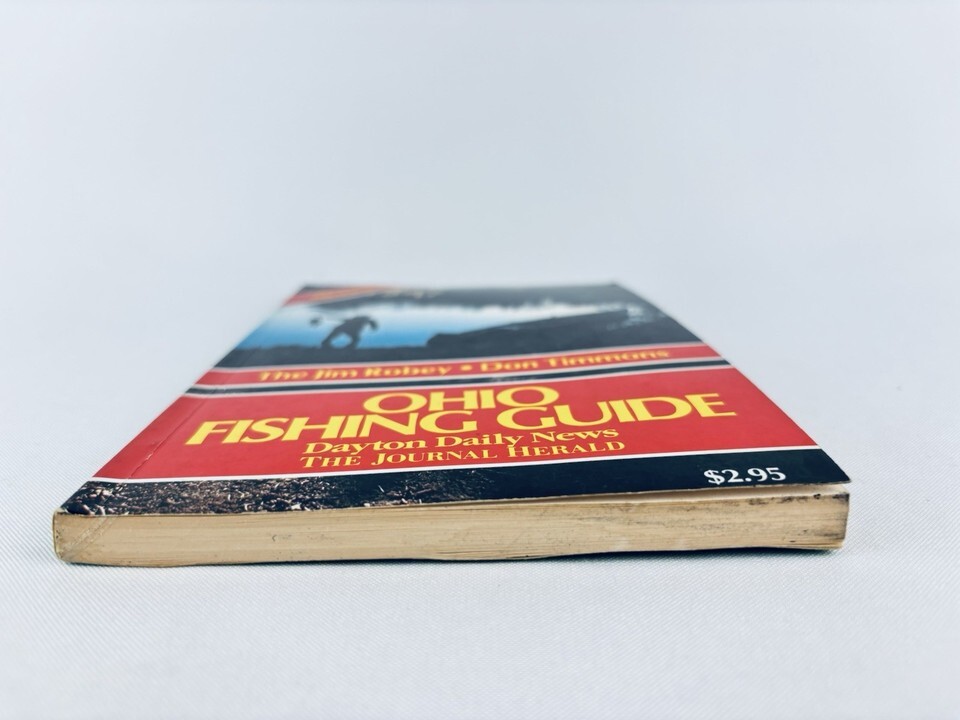 The Jim Robey • Don Timmons
OHIO
FISHING GUIDE
Dayton Daily News
THE JOURNAL HERALD
$2.95